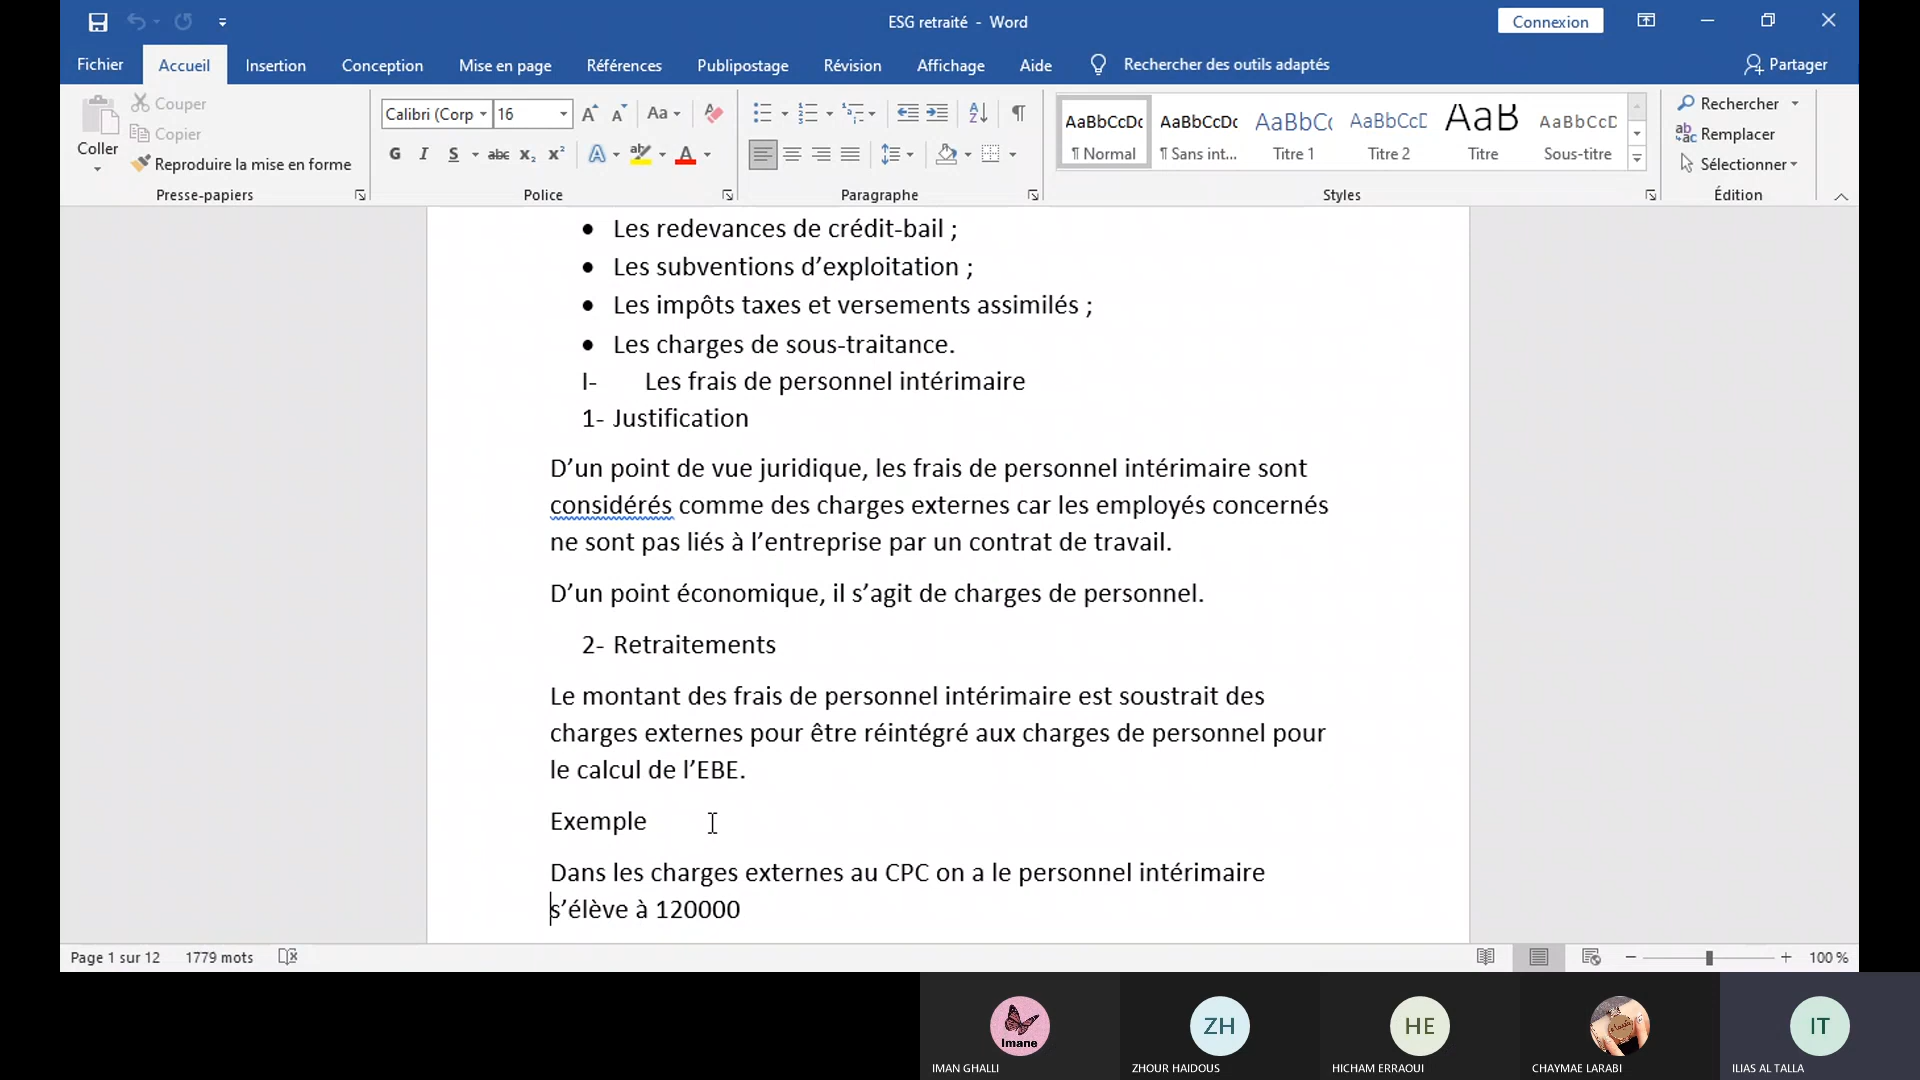 ESG retraité - Word
Connexion
Fichier
Accueil
Insertion
Conception
Mise en page
Références
Publipostage
Révision
Affichage
Aide
Rechercher des outils adaptés
Partager
Coller
Couper
Copier
Reproduire la mise en forme
Presse-papiers
Calibri (Corp
16
Aa
G I S abc x₂ x²
Police
Paragraphe
AaBbCcDc
¶ Normal
AaBbCcDc
¶ Sans int...
AaBbCc
Titre 1
AaBbCcC
Titre 2
AaB
Titre
AaBbCcD
Sous-titre
Styles
Rechercher
Remplacer
Sélectionner
Édition
• Les redevances de crédit-bail ;
• Les subventions d’exploitation ;
• Les impôts taxes et versements assimilés ;
• Les charges de sous-traitance.
I- Les frais de personnel intérimaire
1- Justification
D’un point de vue juridique, les frais de personnel intérimaire sont
considérés comme des charges externes car les employés concernés
ne sont pas liés à l’entreprise par un contrat de travail.
D’un point économique, il s’agit de charges de personnel.
2- Retraitements
Le montant des frais de personnel intérimaire est soustrait des
charges externes pour être réintégré aux charges de personnel pour
le calcul de l’EBE.
Exemple
Dans les charges externes au CPC on a le personnel intérimaire
s’élève à 120000
Page 1 sur 12
1779 mots
100 %
Imane
IMAN GHALLI
ZH
ZHOUR HAIDOUS
HE
HICHAM ERRAOUI
CHAYMAE LARABI
IT
ILIAS AL TALLA